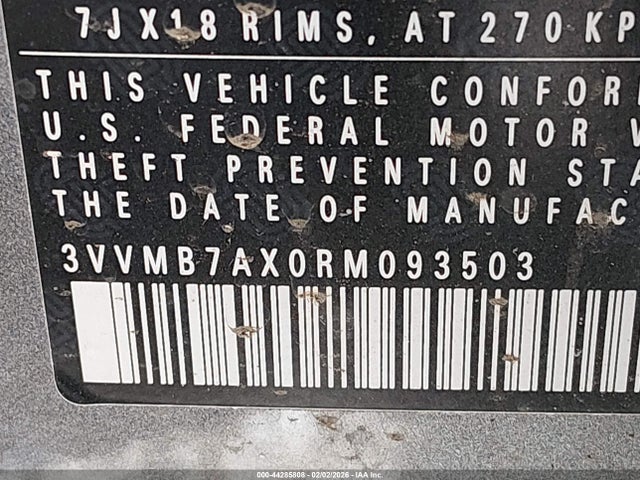 7JX18 RIMS, AT 270 KP
THIS VEHICLE CONFOR
U.S. FEDERAL MOTOR V
THEFT PREVENTION STA
THE DATE OF MANUFAC
3VVMB7AX0RM093503
000-44285808 - 02/02/2026 - IAA Inc.